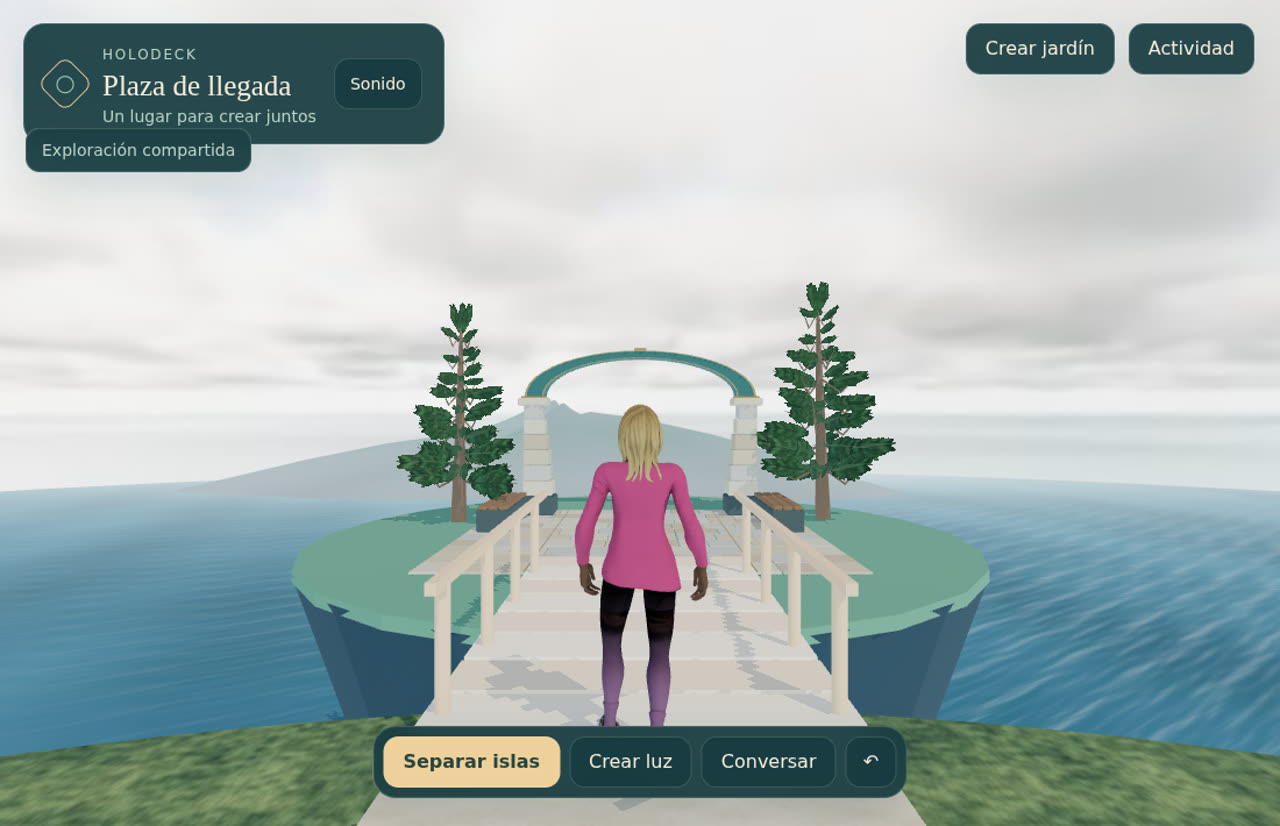 HOLODECK
Plaza de llegada
Un lugar para crear juntos
Sonido
Exploración compartida
Crear jardín
Actividad
Separar islas
Crear luz
Conversar
↶